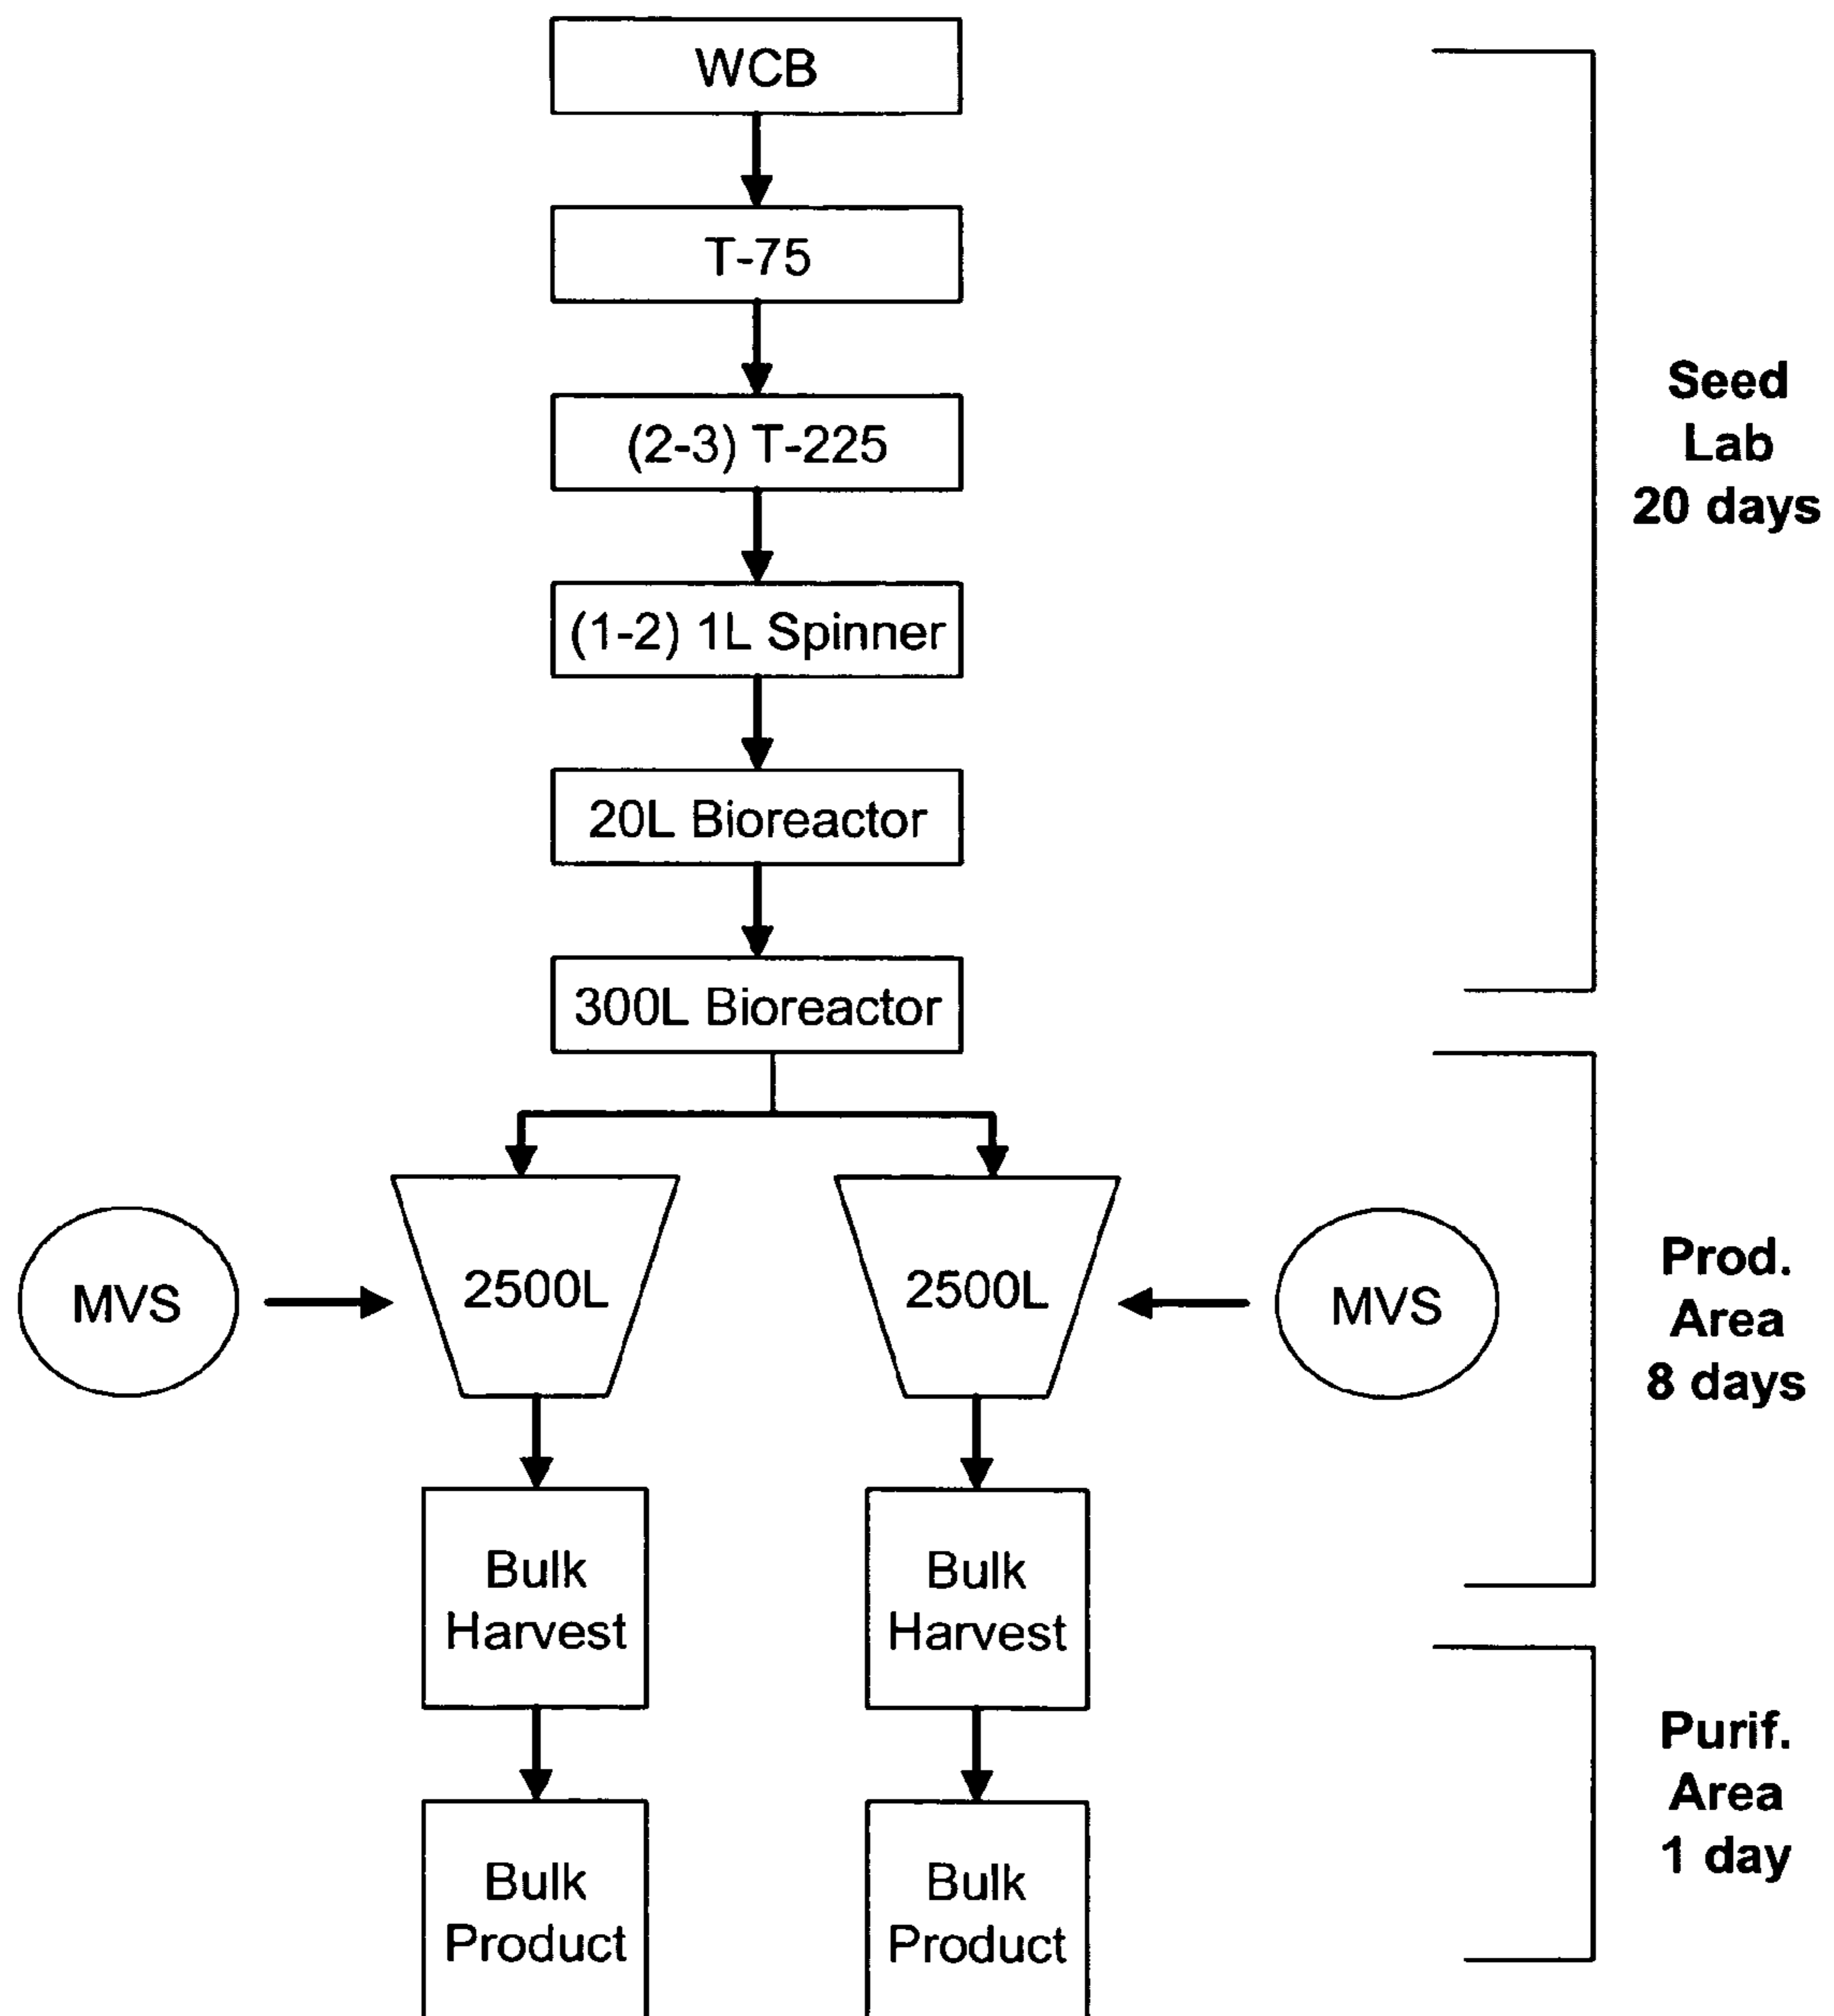 WCB
T-75
(2-3) T-225
(1-2) 1L Spinner
20L Bioreactor
300L Bioreactor
Seed
Lab
20 days
MVS
2500L
2500L
MVS
Prod.
Area
8 days
Bulk
Harvest
Bulk
Harvest
Purif.
Area
1 day
Bulk
Product
Bulk
Product